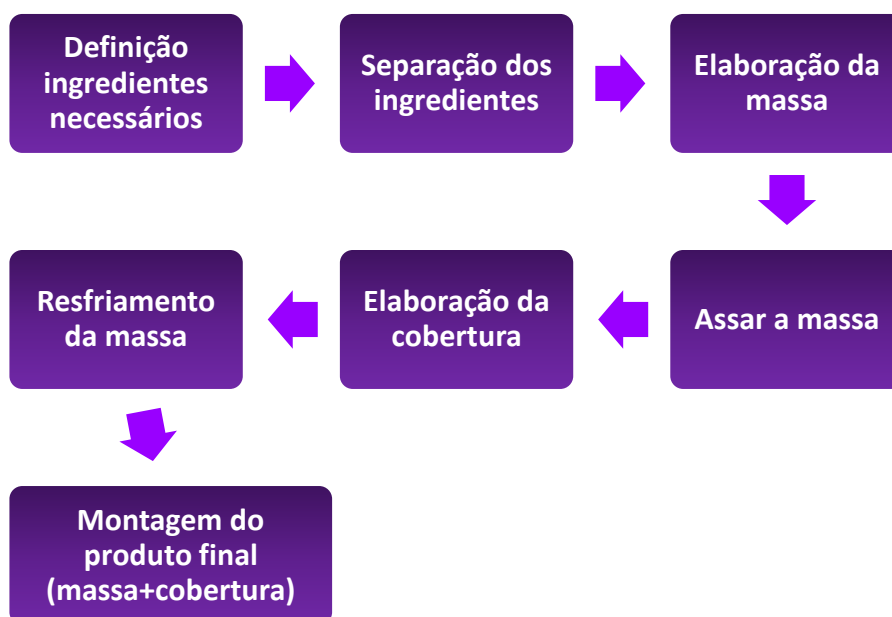 Definição
ingredientes
necessários
Separação dos
ingredientes
Elaboração da
massa
Assar a massa
Elaboração da
cobertura
Resfriamento
da massa
Montagem do
produto final
(massa+cobertura)